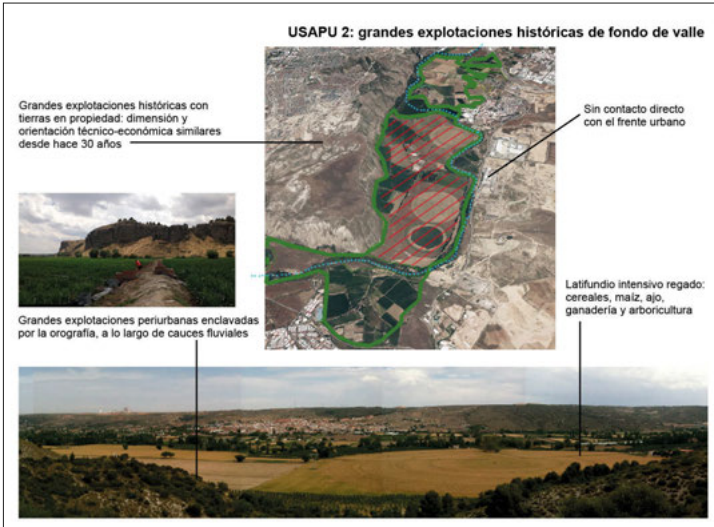 USAPU 2: grandes explotaciones históricas de fondo de valle
Grandes explotaciones históricas con
tierras en propiedad: dimensión y
orientación técnico-económica similares
desde hace 30 años
Sin contacto directo
con el frente urbano
Grandes explotaciones periurbanas enclavadas
por la orografía, a lo largo de cauces fluviales
Latifundio intensivo regado:
cereales, maíz, ajo,
ganadería y arboricultura